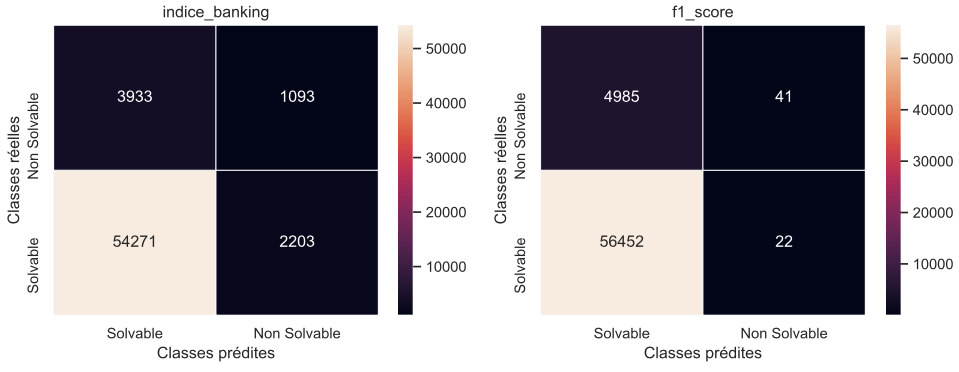 indice_banking
Classes réelles
Non Solvable
Solvable
3933
1093
54271
2203
Solvable
Non Solvable
Classes prédites
50000
40000
30000
20000
10000
f1_score
Classes réelles
Non Solvable
Solvable
4985
41
56452
22
Solvable
Non Solvable
Classes prédites
50000
40000
30000
20000
10000